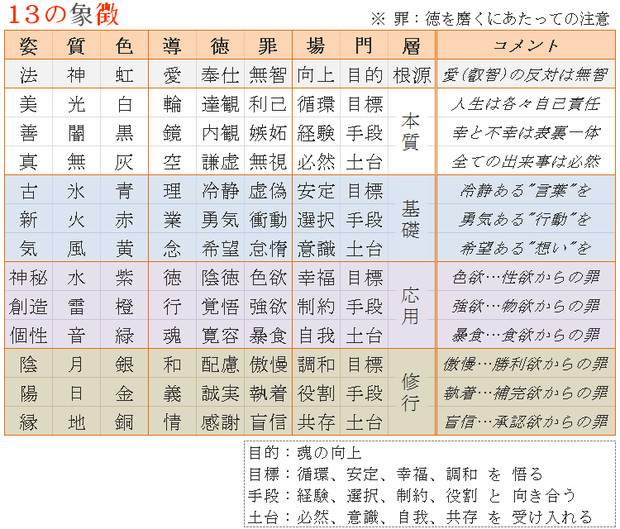 13の象徴
※ 罪：徳を磨くにあたっての注意
姿 質 色 導 徳 罪 場 門 層 コメント
法 神 虹 愛 奉仕 無智 向上 目的 根源 愛(叡智)の反対は無智
美 光 白 輪 達観 利己 循環 目標 本質 人生は各々自己責任
善 闇 黒 鏡 内観 嫉妬 経験 手段 幸と不幸は表裏一体
真 無 灰 空 謙虚 無視 必然 土台 全ての出来事は必然
古 氷 青 理 冷静 虚偽 安定 目標 基礎 冷静ある"言葉"を
新 火 赤 業 勇気 衝動 選択 手段 勇気ある"行動"を
気 風 黄 念 希望 怠惰 意識 土台 希望ある"想い"を
神秘 水 紫 徳 陰徳 色欲 幸福 目標 応用 色欲…性欲からの罪
創造 雷 橙 行 覚悟 強欲 制約 手段 強欲…物欲からの罪
個性 音 緑 魂 寛容 暴食 自我 土台 暴食…食欲からの罪
陰 月 銀 和 配慮 傲慢 調和 目標 修行 傲慢…勝利欲からの罪
陽 日 金 義 誠実 執着 役割 手段 執着…補完欲からの罪
縁 地 銅 情 感謝 盲信 共存 土台 盲信…承認欲からの罪
目的：魂の向上
目標：循環、安定、幸福、調和 を 悟る
手段：経験、選択、制約、役割 と 向き合う
土台：必然、意識、自我、共存 を 受け入れる